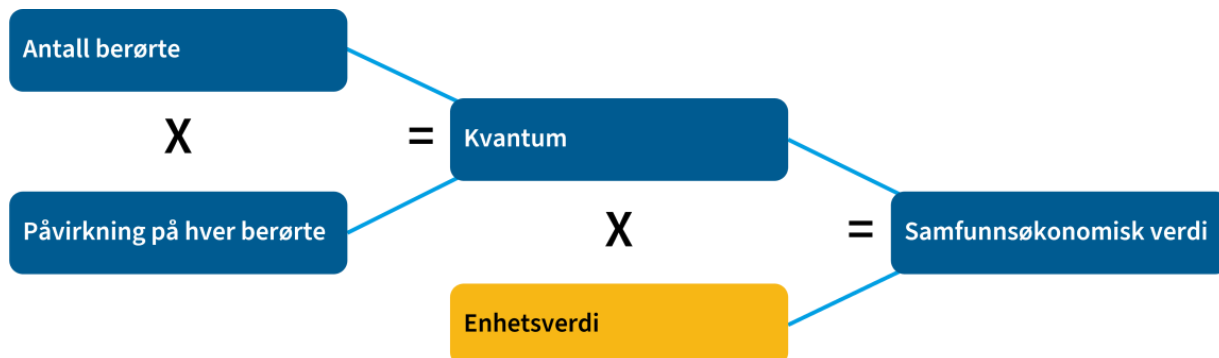 Antall berørte
X
=
Kvantum
Påvirkning på hver berørte
X
=
Samfunnsøkonomisk verdi
Enhetsverdi